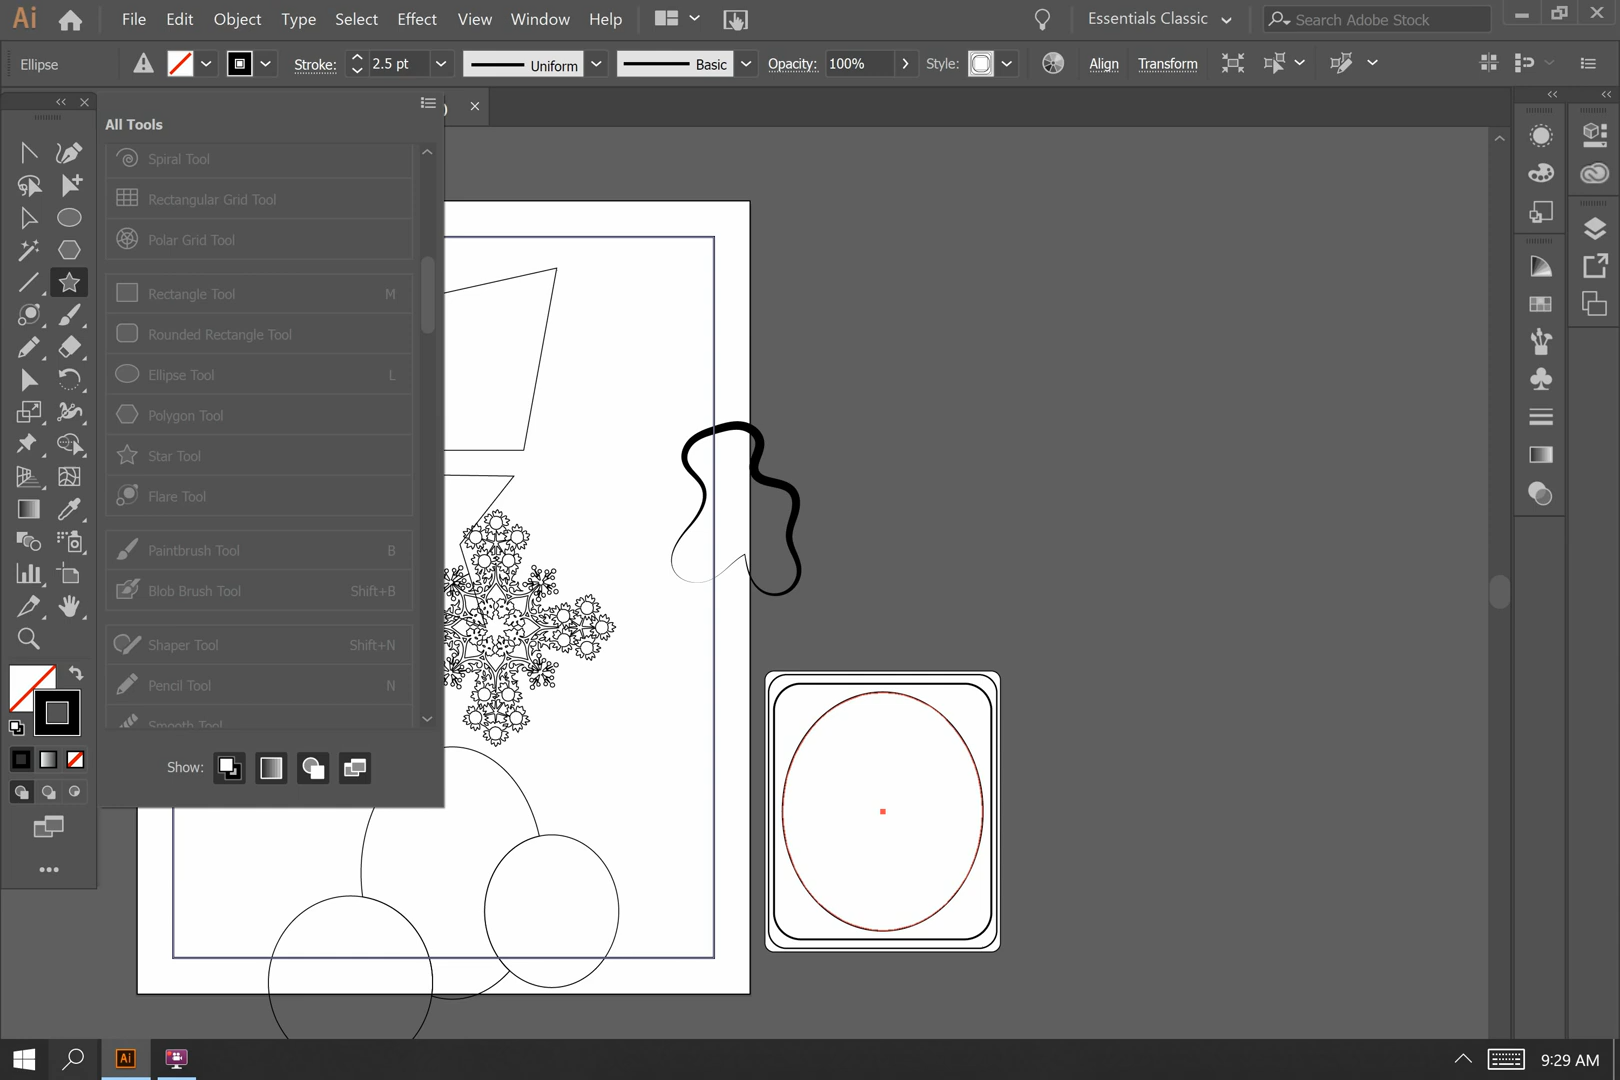 Ai File Edit Object Type Select Effect View Window Help Essentials Classic Search Adobe Stock
Ellipse Stroke: 2.5 pt Uniform Basic Opacity: 100% Style: Align Transform
All Tools
Spiral Tool
Rectangular Grid Tool
Polar Grid Tool
Rectangle Tool M
Rounded Rectangle Tool
Ellipse Tool L
Polygon Tool
Star Tool
Flare Tool
Paintbrush Tool B
Blob Brush Tool Shift+B
Shaper Tool Shift+N
Pencil Tool N
Smooth Tool
Show:
Ai 9:29 AM